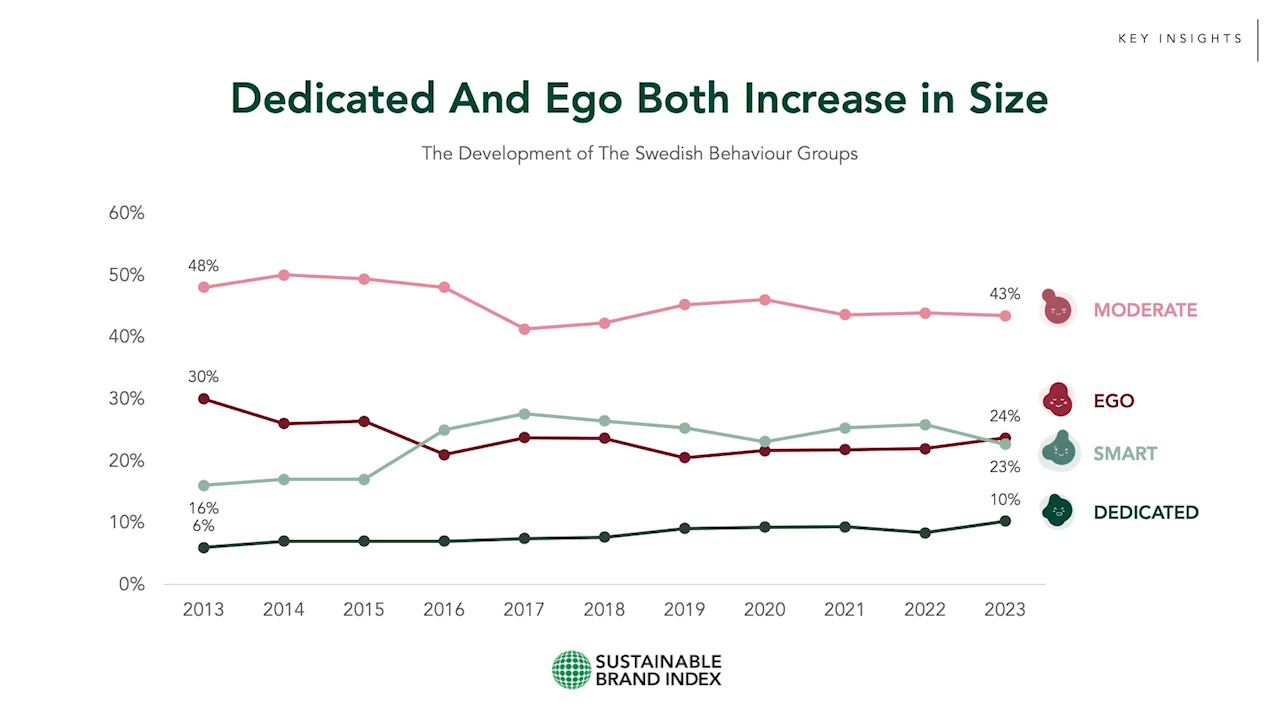 KEY INSIGHTS
Dedicated And Ego Both Increase in Size
The Development of The Swedish Behaviour Groups
60%
50%
40%
30%
20%
10%
0%
48%
43%
30%
24%
16%
23%
6%
10%
MODERATE
EGO
SMART
DEDICATED
2013 2014 2015 2016 2017 2018 2019 2020 2021 2022 2023
SUSTAINABLE
BRAND INDEX